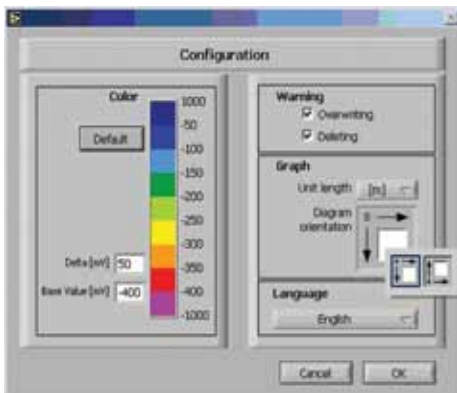 Configuration
Color
Default
1000
-50
-100
-150
-200
-250
-300
-350
-400
-1000
Delta [mV] 50
Base Value [mV] -400
Warning
Overwriting
Deleting
Graph
Unit length [m]
Diagram
orientation
Language
English
Cancel OK